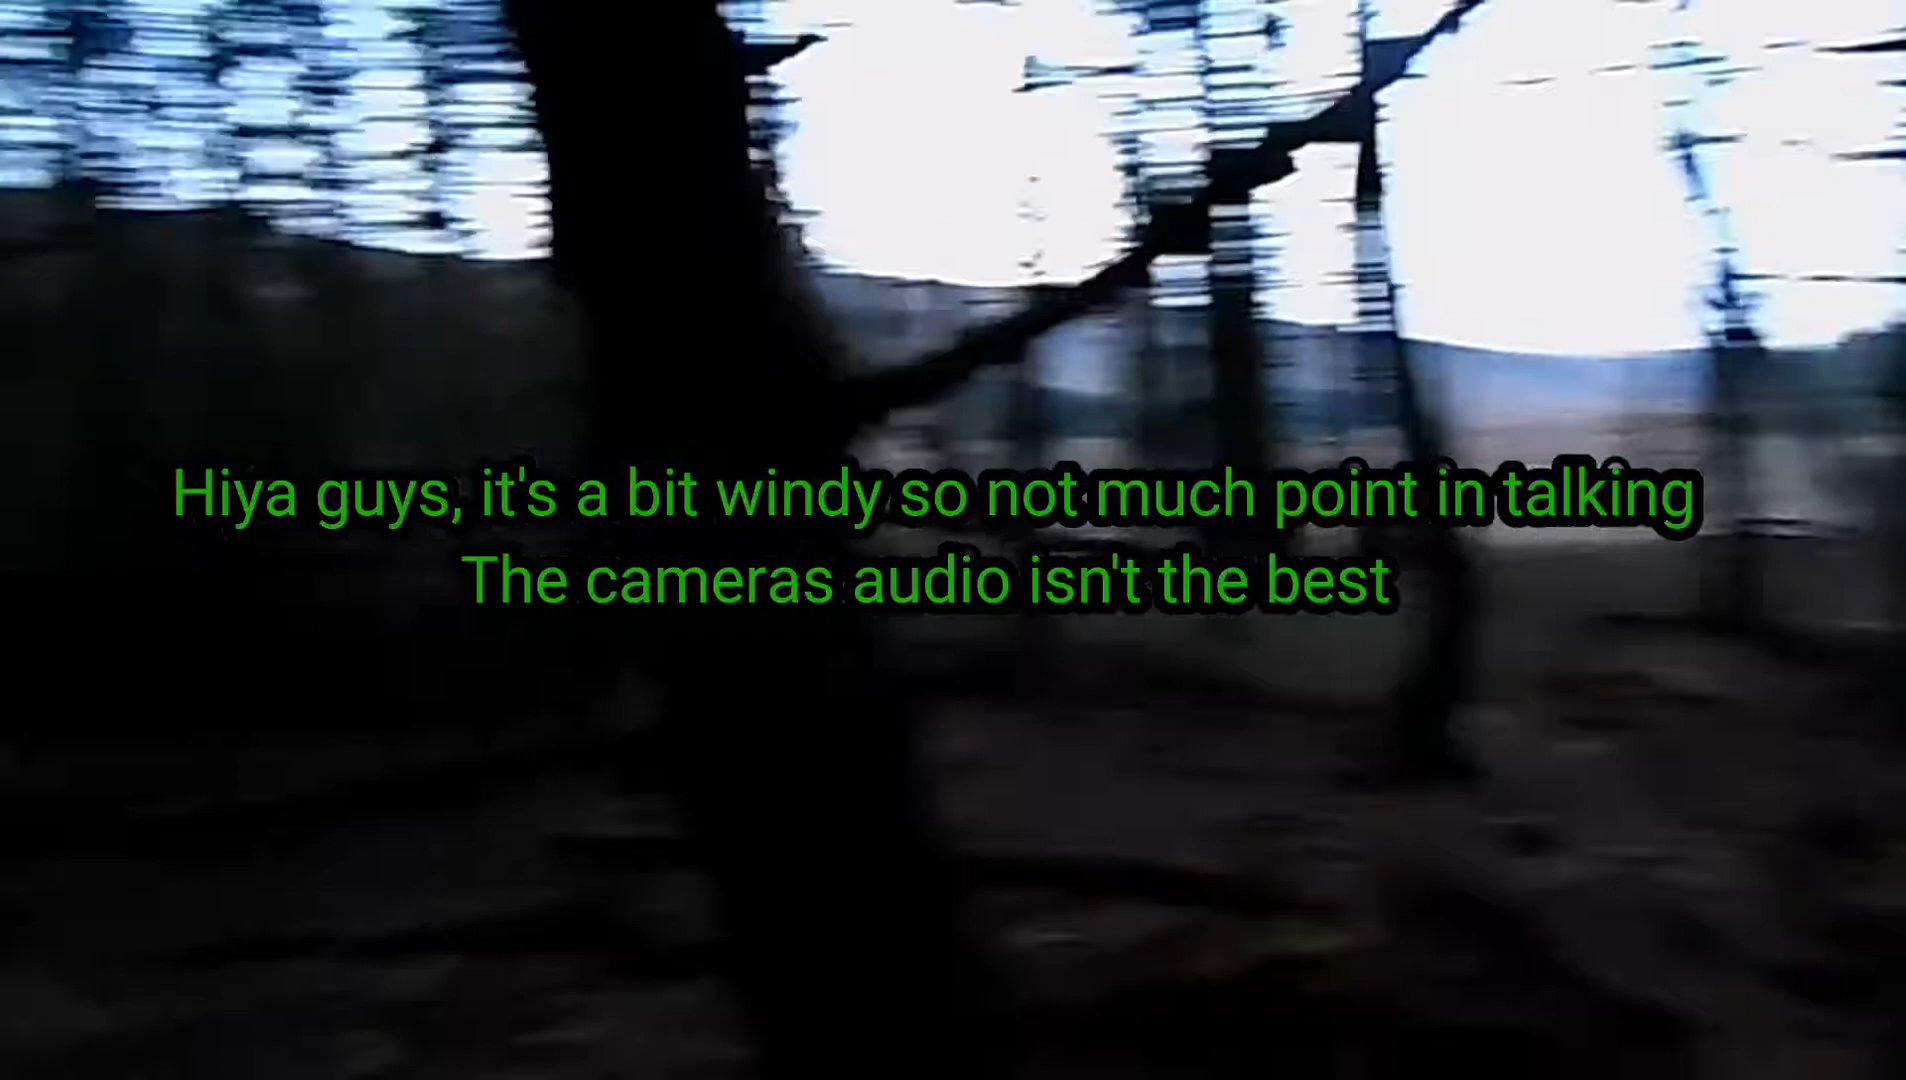 Hiya guys, it's a bit windy so not much point in talking
The cameras audio isn't the best